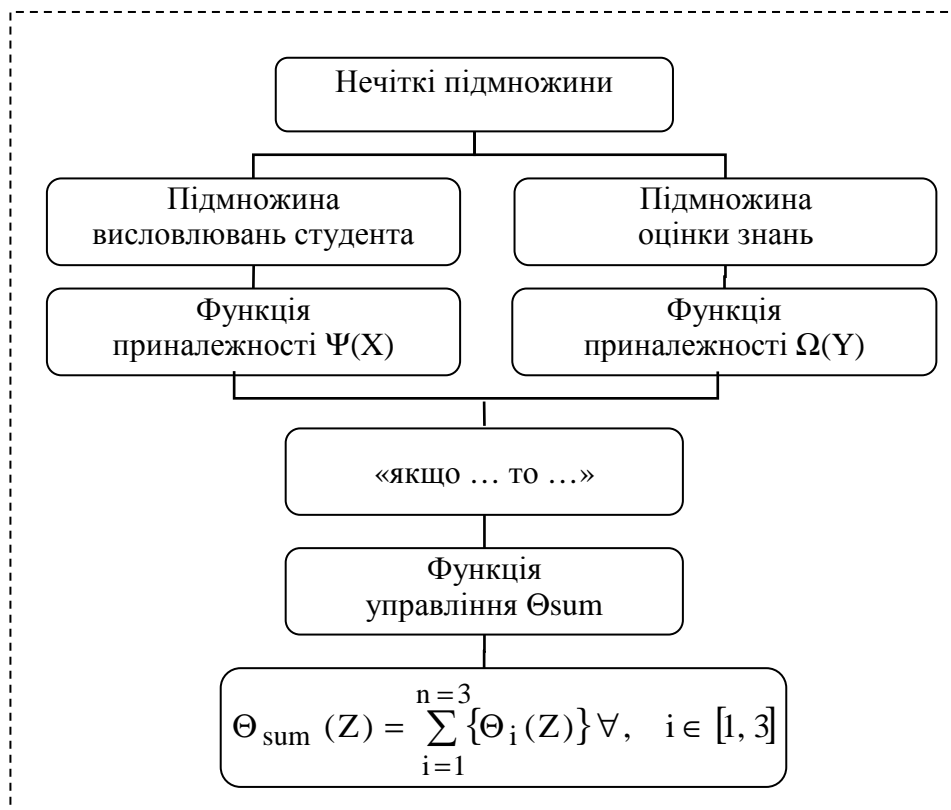 Нечіткі підмножини
Підмножина
висловлювань студента
Підмножина
оцінки знань
Функція
приналежності Ψ(X)
Функція
приналежності Ω(Y)
«якщо … то …»
Функція
управління Θsum
Θ sum (Z) = ∑ i=1 n=3 {Θ i (Z)} ∀, i ∈ [1, 3]